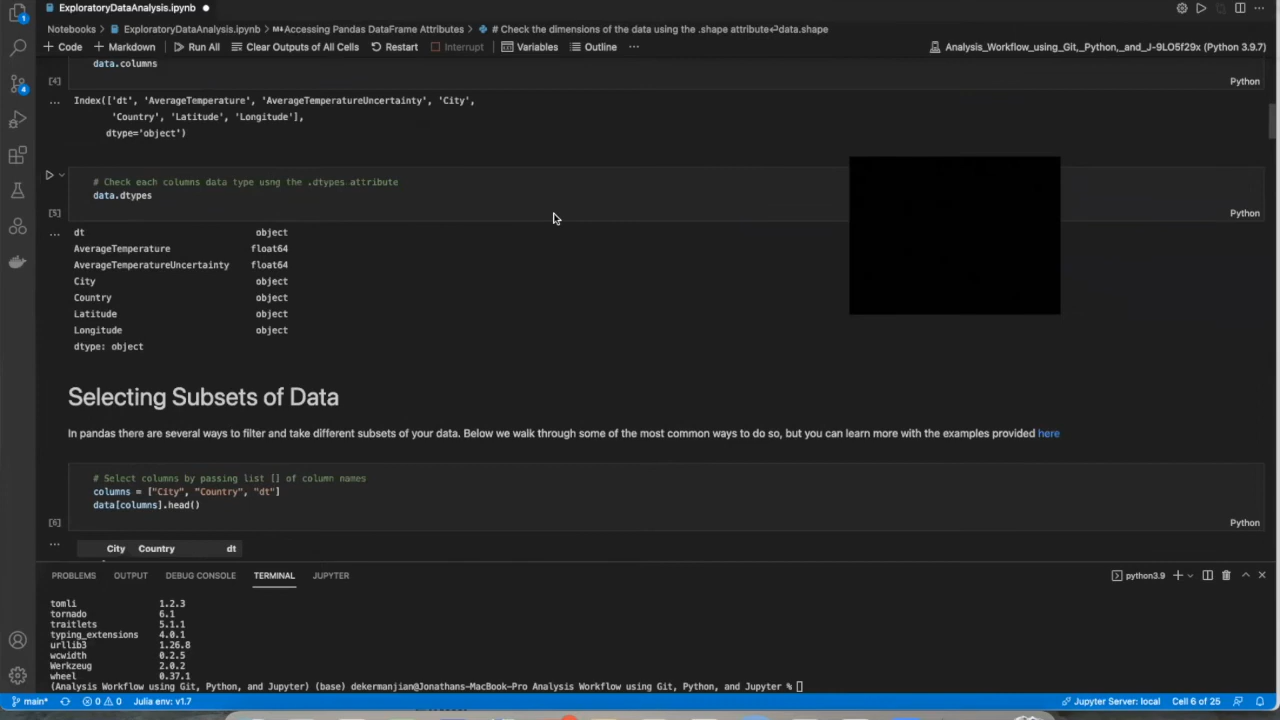 ExploratoryDataAnalysis.ipynb
Notebooks > ExploratoryDataAnalysis.ipynb > Accessing Pandas DataFrame Attributes > # Check the dimensions of the data using the .shape attribute↵data.shape
+ Code + Markdown Run All Clear Outputs of All Cells Restart Interrupt Variables Outline ... Analysis_Workflow_using_Git,_Python,_and_J-9LO5f29x (Python 3.9.7)
1
4
data.columns
[4] Python
... Index(['dt', 'AverageTemperature', 'AverageTemperatureUncertainty', 'City',
'Country', 'Latitude', 'Longitude'],
dtype='object')
# Check each columns data type usng the .dtypes attribute
data.dtypes
[5] Python
... dt object
AverageTemperature float64
AverageTemperatureUncertainty float64
City object
Country object
Latitude object
Longitude object
dtype: object
Selecting Subsets of Data
In pandas there are several ways to filter and take different subsets of your data. Below we walk through some of the most common ways to do so, but you can learn more with the examples provided here
# Select columns by passing list [] of column names
columns = ["City", "Country", "dt"]
data[columns].head()
[6] Python
... City Country dt
PROBLEMS OUTPUT DEBUG CONSOLE TERMINAL JUPYTER python3.9
tomli 1.2.3
tornado 6.1
traitlets 5.1.1
typing_extensions 4.0.1
urllib3 1.26.8
wcwidth 0.2.5
Werkzeug 2.0.2
wheel 0.37.1
(Analysis Workflow using Git, Python, and Jupyter) (base) dekermanjian@Jonathans-MacBook-Pro Analysis Workflow using Git, Python, and Jupyter %
main* 0 0 Julia env: v1.7 Jupyter Server: local Cell 6 of 25